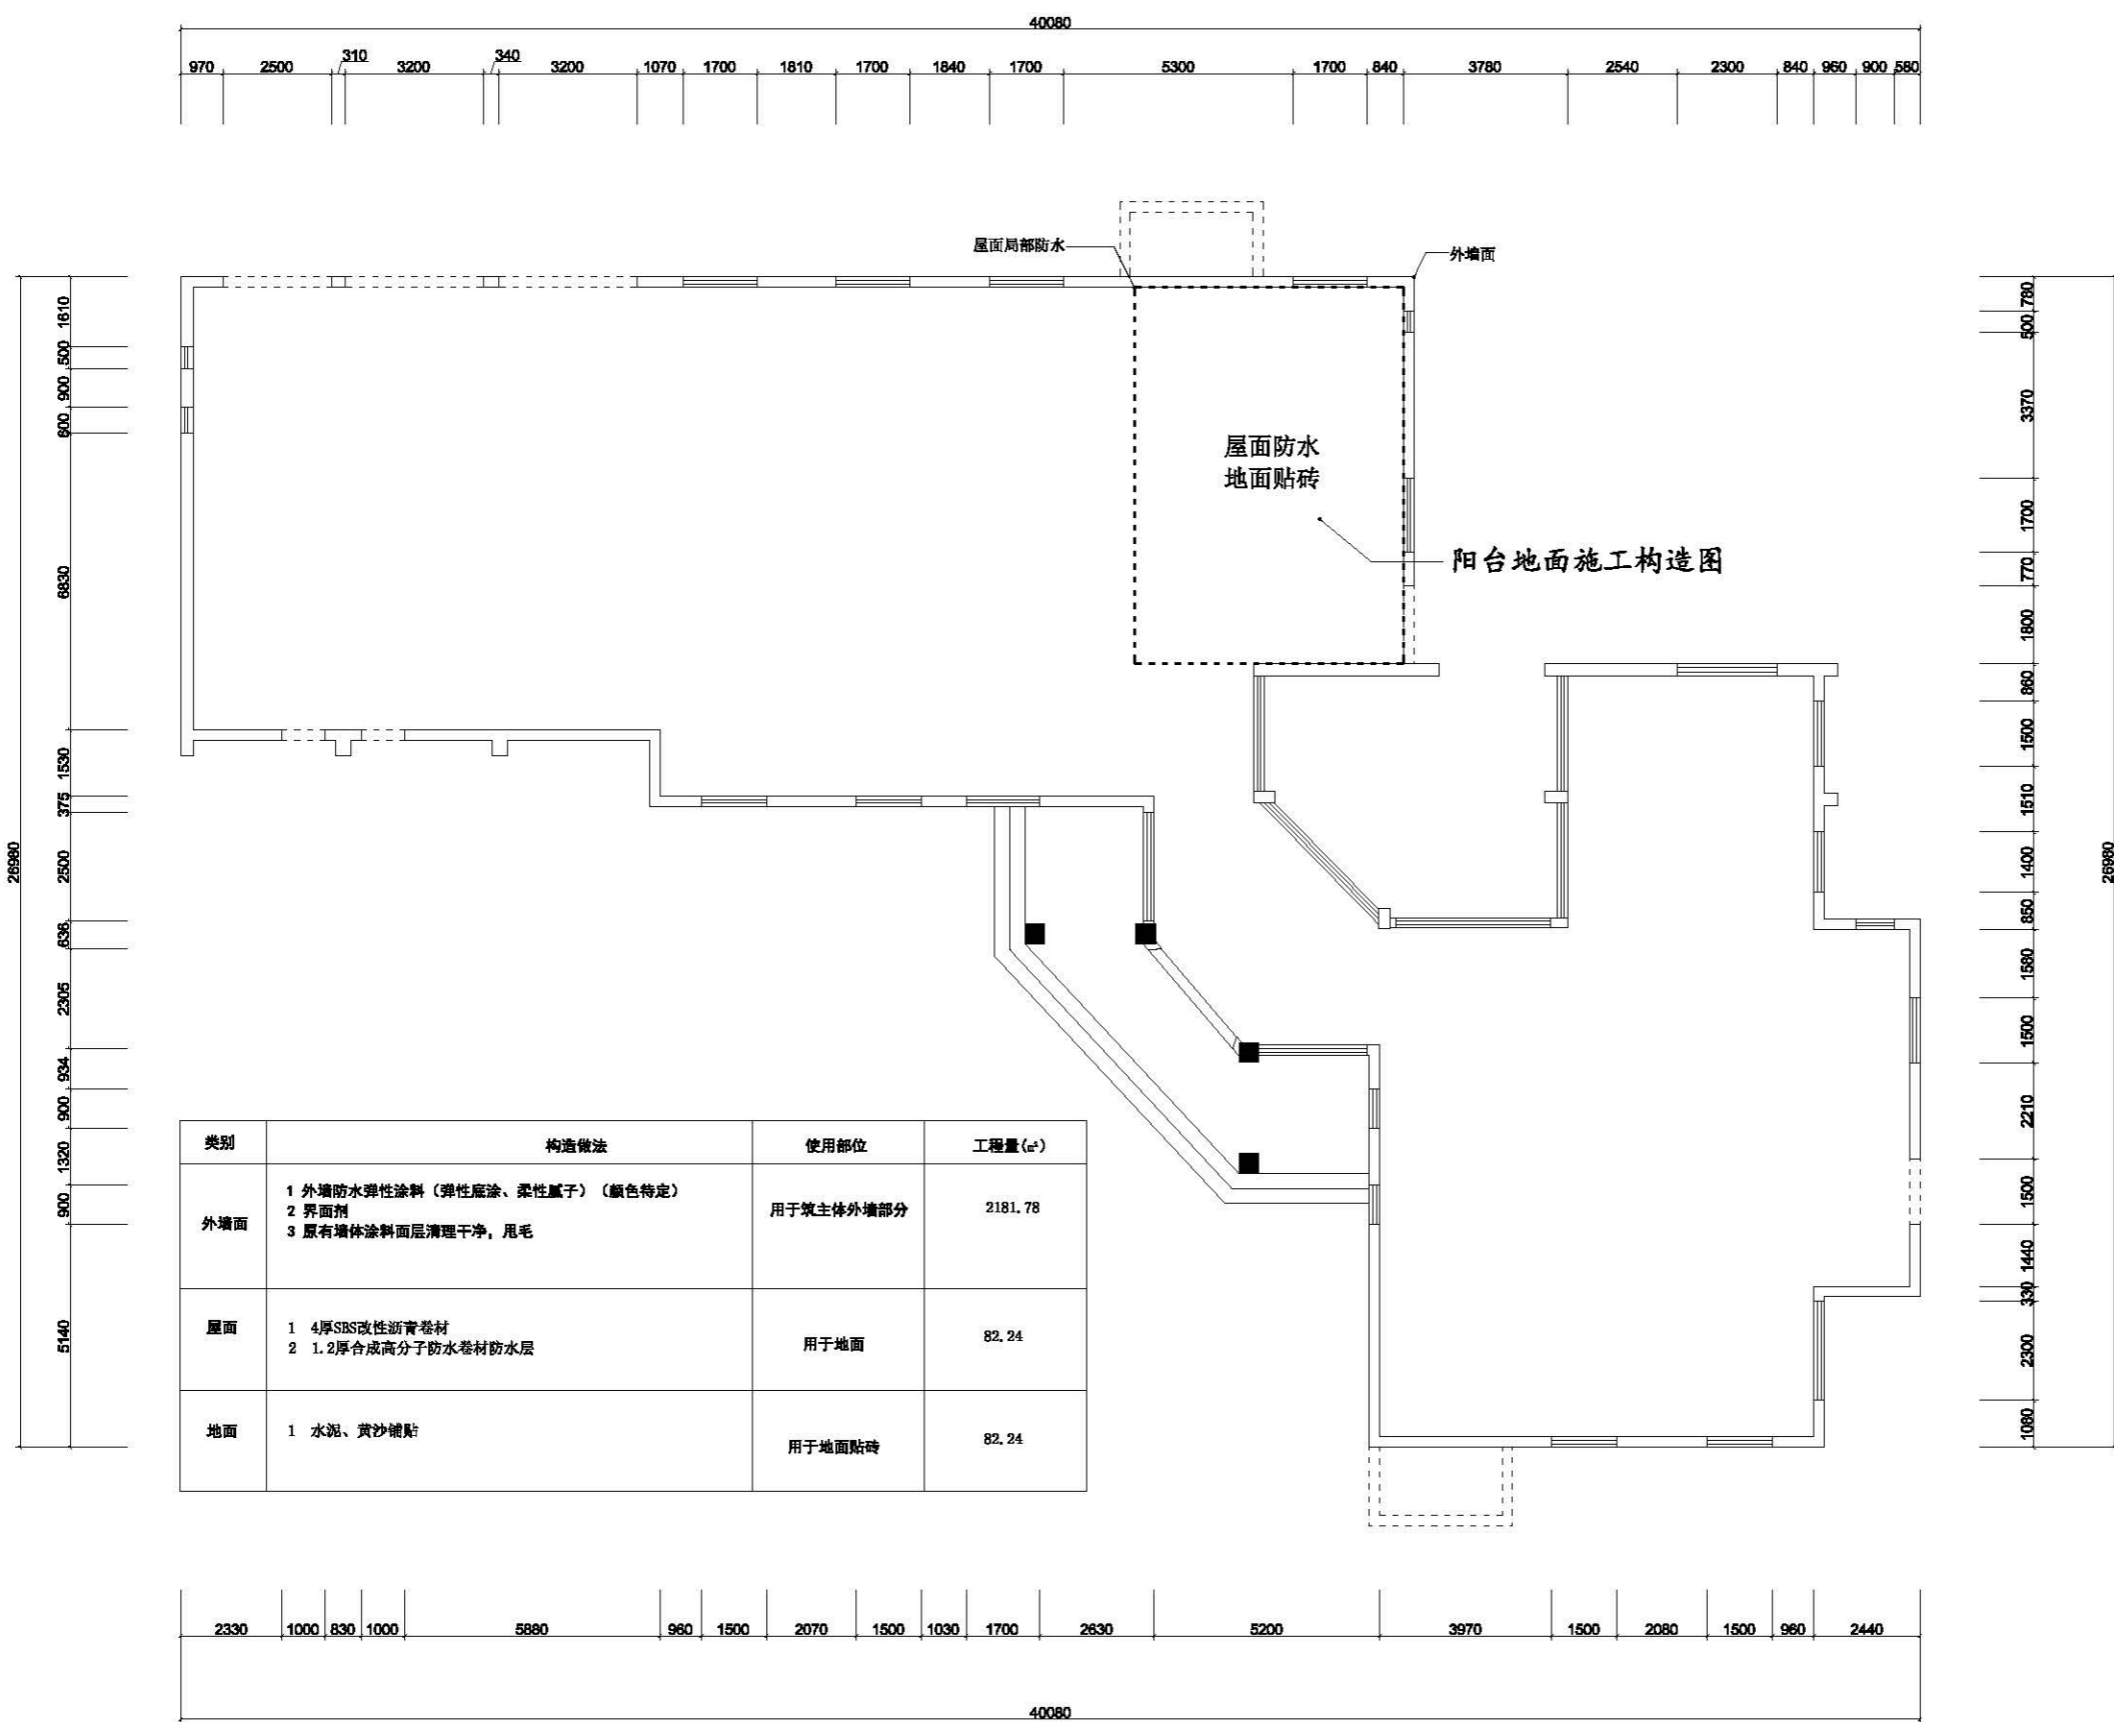 40080
970 2500 310 3200 340 3200 1070 1700 1810 1700 1840 1700 5300 1700 840 3780 2540 2300 840 960 900 580
屋面局部防水
外墙面
屋面防水
地面贴砖
阳台地面施工构造图
26980
1610
500
900
600
6830
1530
375
2500
636
2305
934
900
1320
900
5140
780
500
3370
1700
770
1800
860
1500
1510
1400
850
1580
1500
2210
1500
1440
330
2300
1080
26980
类别 构造做法 使用部位 工程量(㎡)
外墙面
1 外墙防水弹性涂料（弹性底涂、柔性腻子）（颜色特定）
2 界面剂
3 原有墙体涂料面层清理干净，甩毛
用于筑主体外墙部分
2181.78
屋面
1 4厚SBS改性沥青卷材
2 1.2厚合成高分子防水卷材防水层
用于地面
82.24
地面
1 水泥、黄沙铺贴
用于地面贴砖
82.24
2330 1000 830 1000 5880 960 1500 2070 1500 1030 1700 2630 5200 3970 1500 2080 1500 960 2440
40080